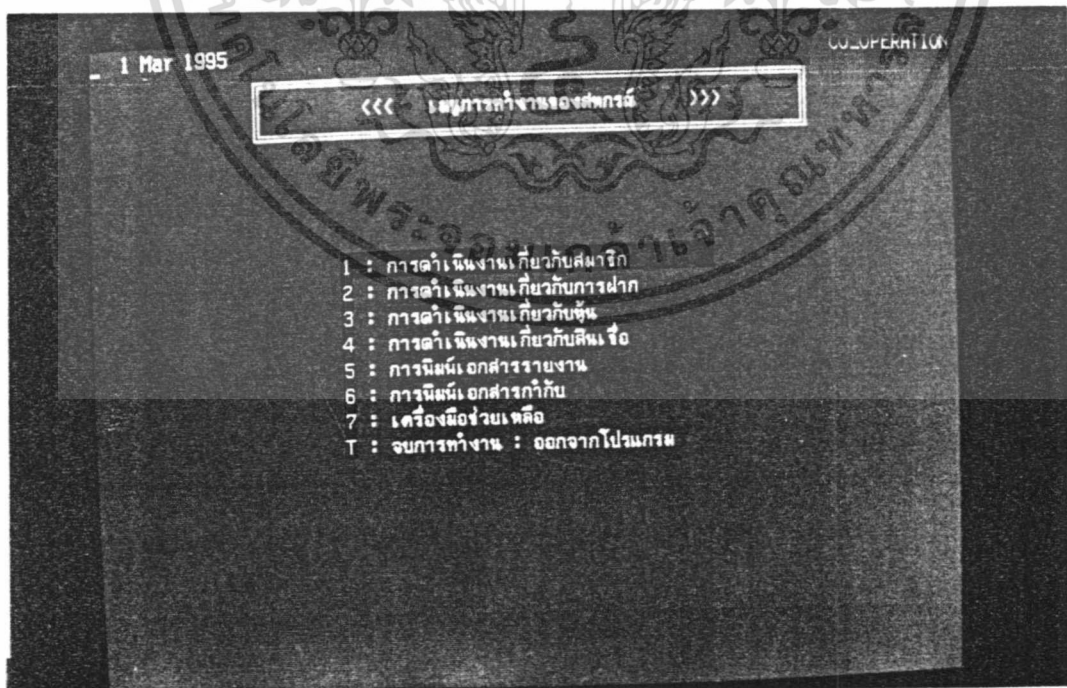 CO_OPERATION
1 Mar 1995
<<< เมนูการทำงานของสหกรณ์ >>>
1 : การดำเนินงานเกี่ยวกับสมาชิก
2 : การดำเนินงานเกี่ยวกับการฝาก
3 : การดำเนินงานเกี่ยวกับหุ้น
4 : การดำเนินงานเกี่ยวกับสินเชื่อ
5 : การพิมพ์เอกสารรายงาน
6 : การพิมพ์เอกสารกำกับ
7 : เครื่องมือช่วยเหลือ
T : จบการทำงาน : ออกจากโปรแกรม